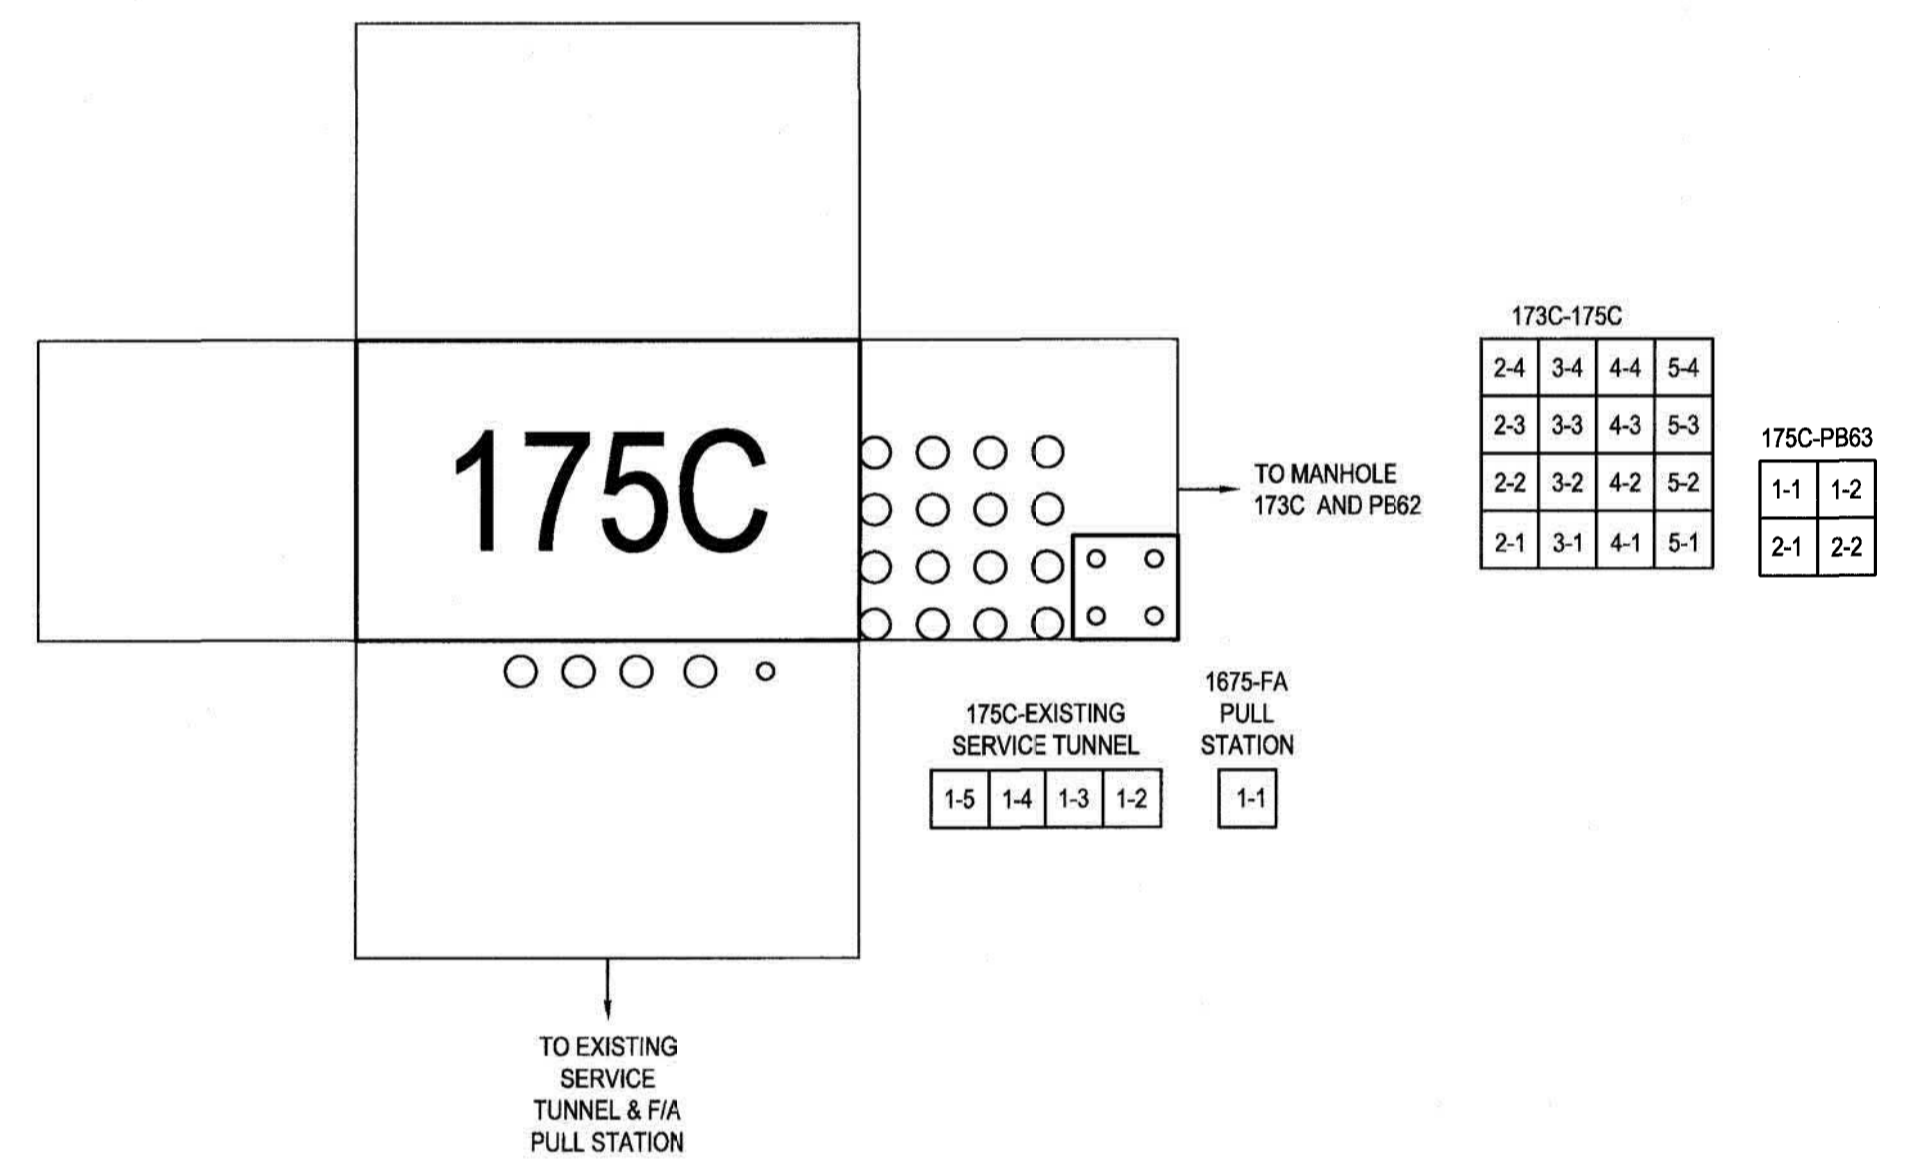 175C
TO MANHOLE
173C AND PB62
173C-175C
2-4 3-4 4-4 5-4
2-3 3-3 4-3 5-3
2-2 3-2 4-2 5-2
2-1 3-1 4-1 5-1
175C-PB63
1-1 1-2
2-1 2-2
175C-EXISTING
SERVICE TUNNEL
1-5 1-4 1-3 1-2
1675-FA
PULL
STATION
1-1
TO EXISTING
SERVICE
TUNNEL & F/A
PULL STATION